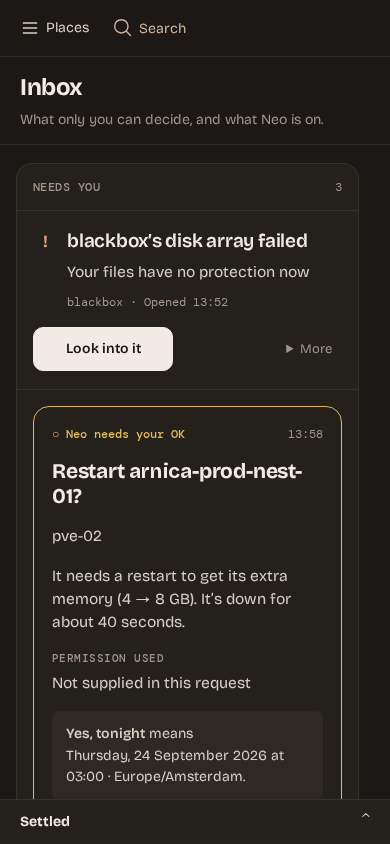 Places
Search
Inbox
What only you can decide, and what Neo is on.
NEEDS YOU
3
! blackbox's disk array failed
Your files have no protection now
blackbox · Opened 13:52
Look into it
▶ More
○ Neo needs your OK
13:58
Restart arnica-prod-nest-
01?
pve-02
It needs a restart to get its extra
memory (4 → 8 GB). It's down for
about 40 seconds.
PERMISSION USED
Not supplied in this request
Yes, tonight means
Thursday, 24 September 2026 at
03:00 · Europe/Amsterdam.
Settled